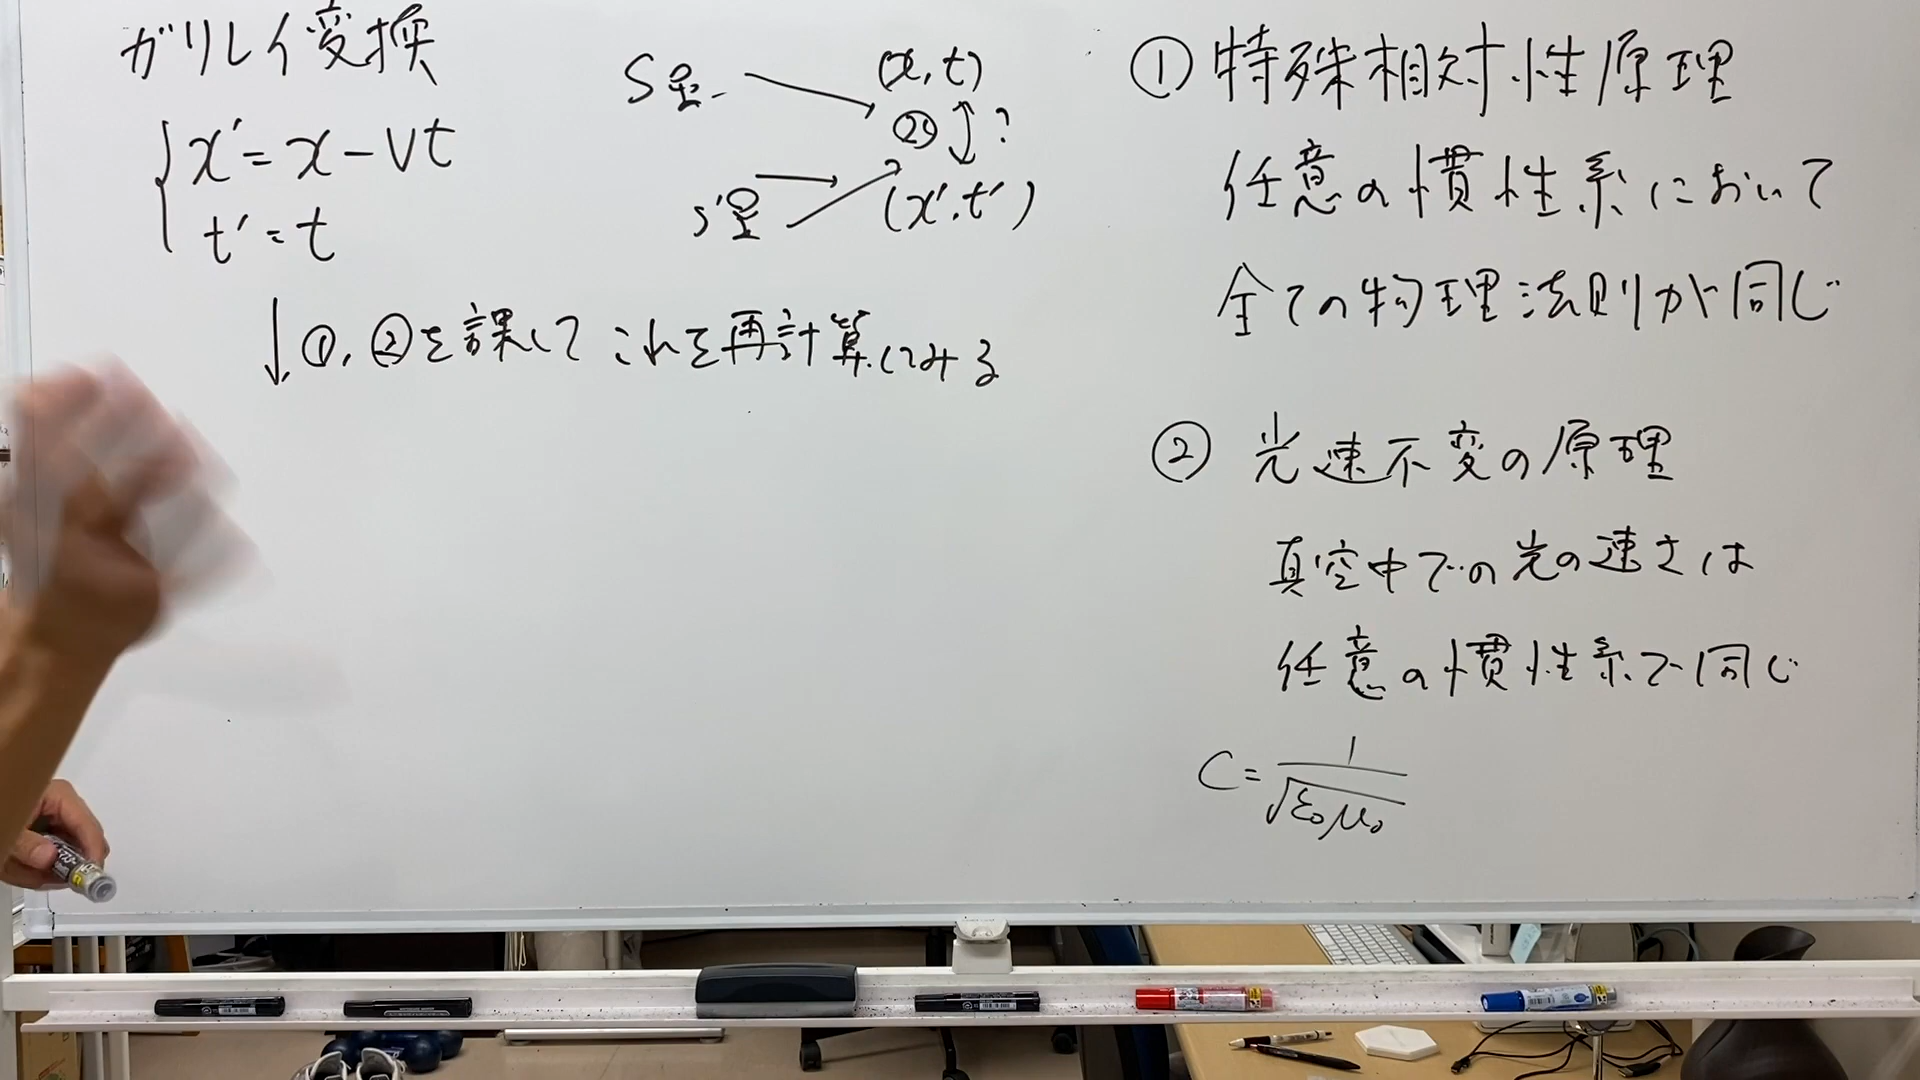 ガリレイ変換
x' = x - Vt
t' = t
S
(x, t)
?
S'
(x', t')
↓ ①, ②を課して これを再計算してみる
① 特殊相対性原理
任意の慣性系において
全ての物理法則が同じ
② 光速不変の原理
真空中での光の速さは
任意の慣性系で同じ
C = 1/√ε₀μ₀